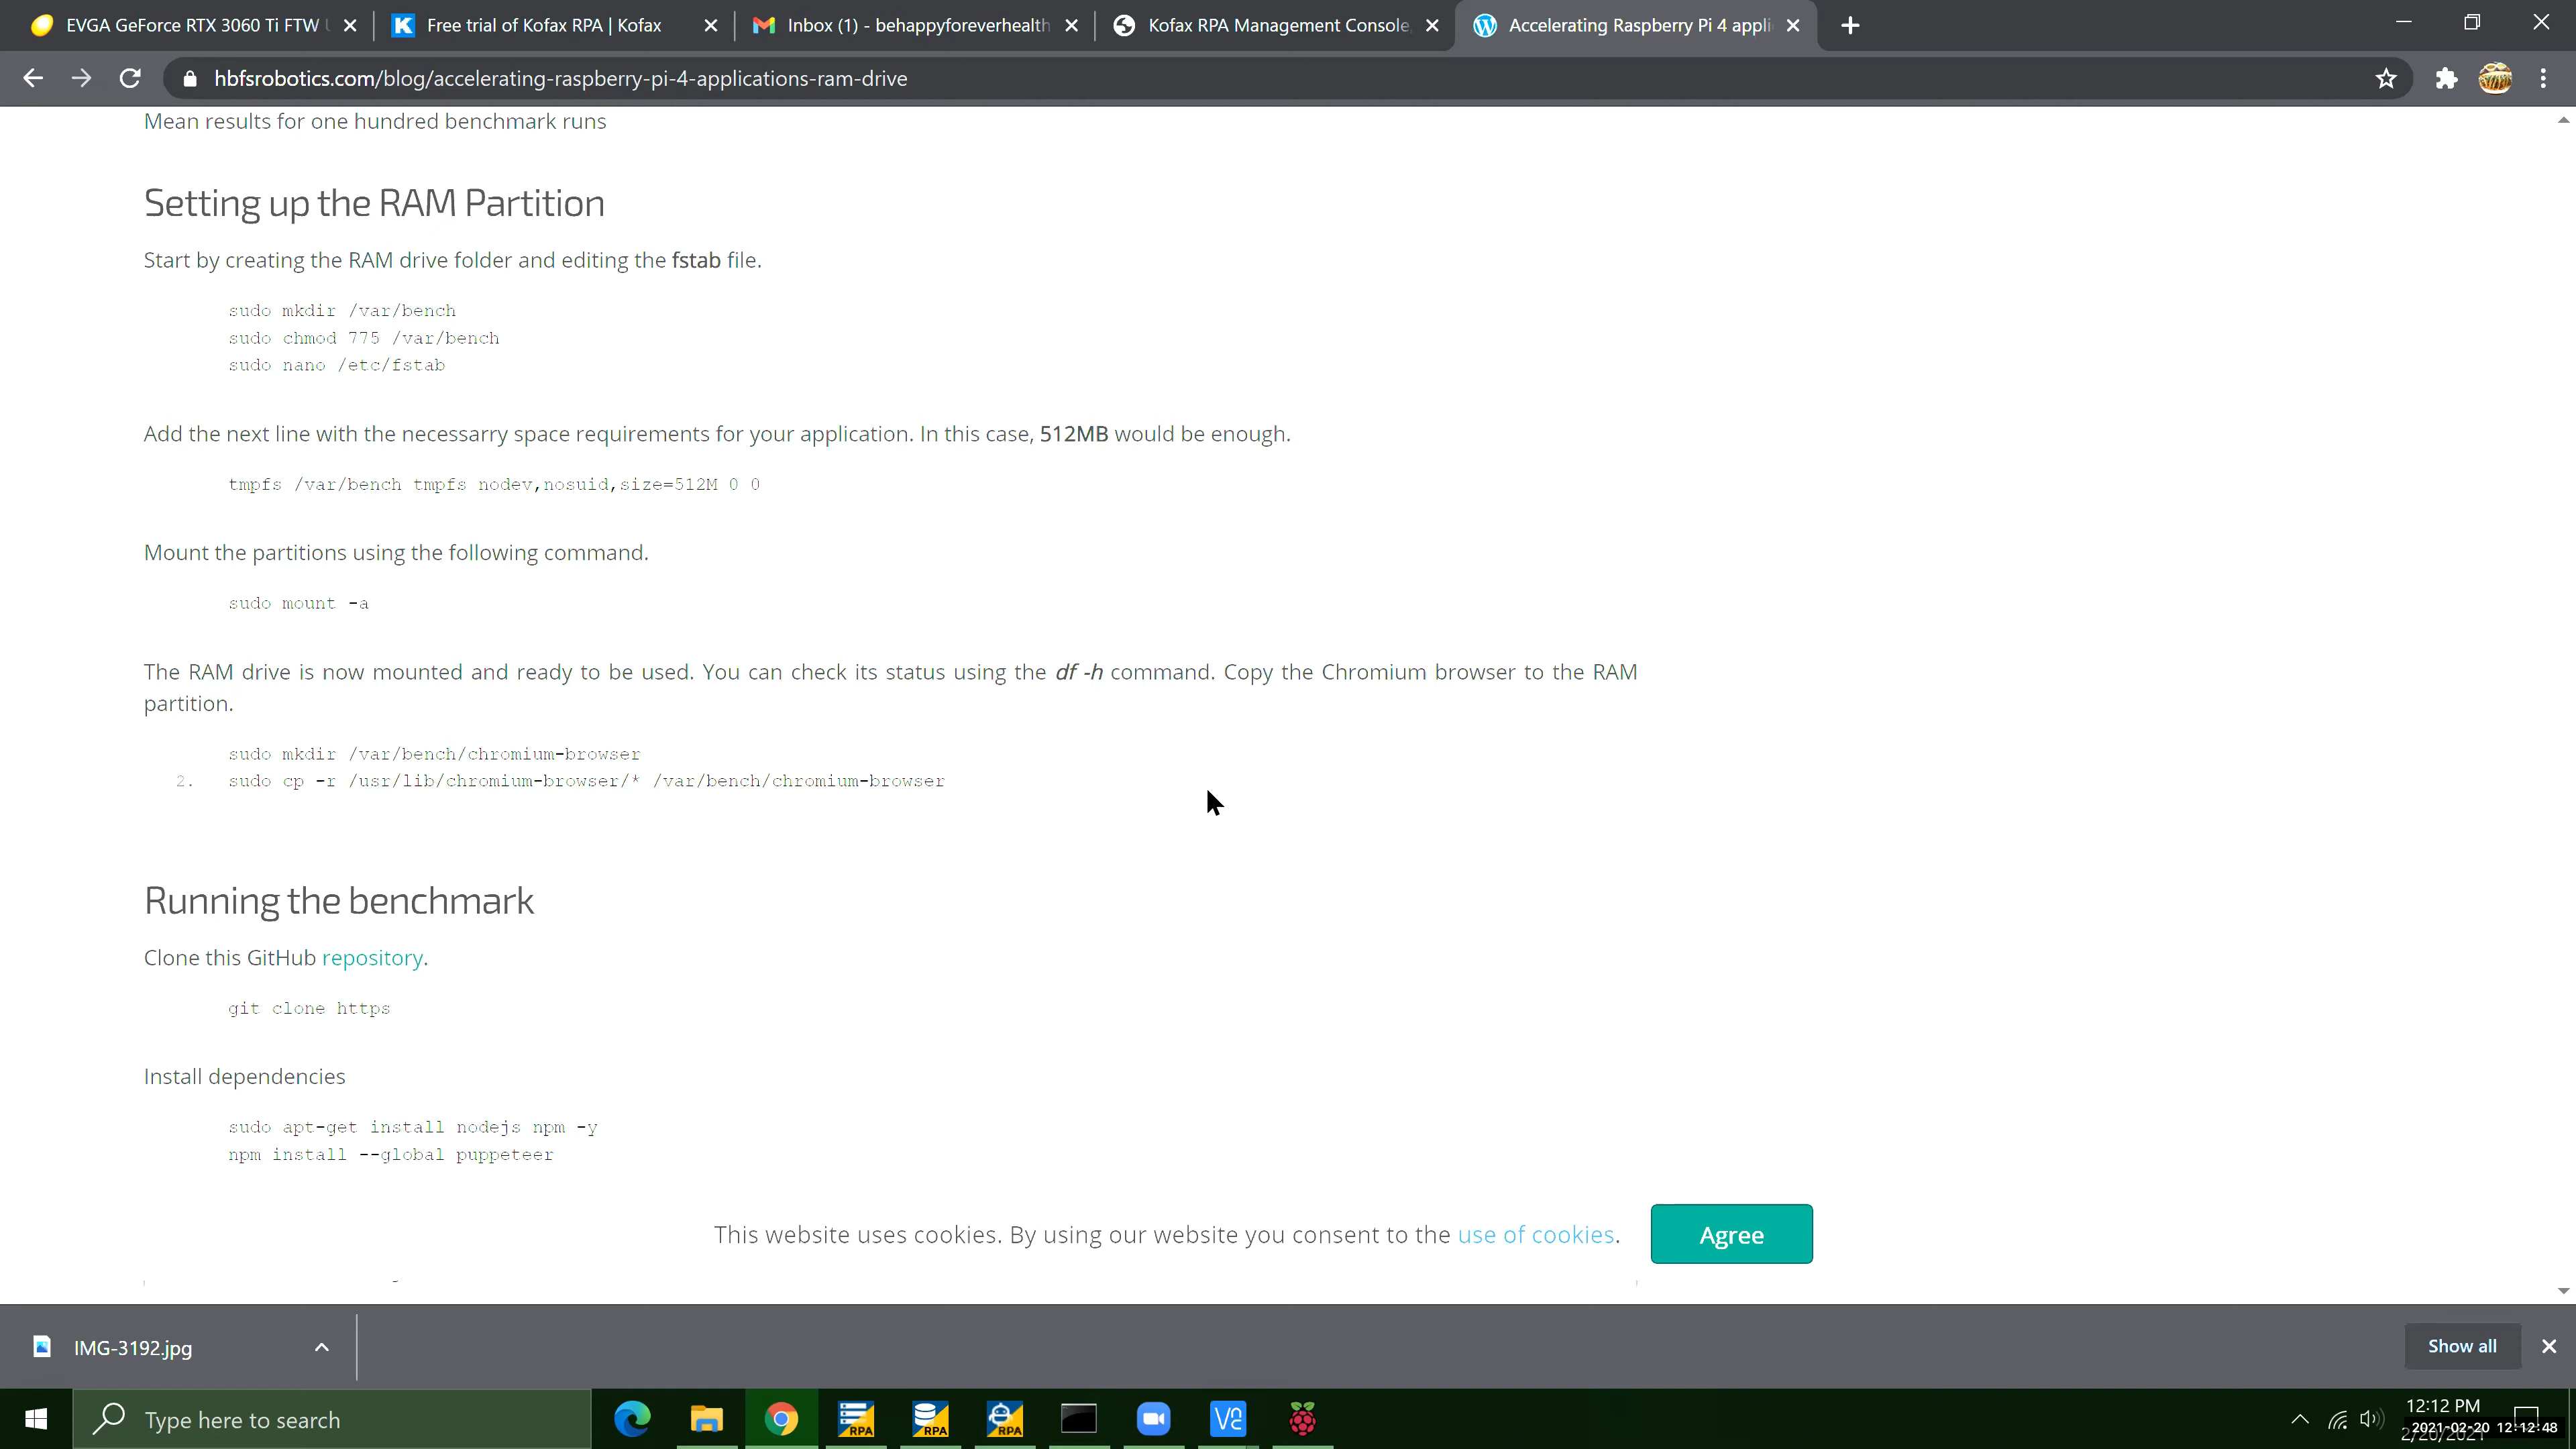 EVGA GeForce RTX 3060 Ti FTW
Free trial of Kofax RPA | Kofax
Inbox (1) - behappyforeverhealth
Kofax RPA Management Console
Accelerating Raspberry Pi 4 appli
hbfsrobotics.com/blog/accelerating-raspberry-pi-4-applications-ram-drive
Mean results for one hundred benchmark runs
Setting up the RAM Partition
Start by creating the RAM drive folder and editing the fstab file.
sudo mkdir /var/bench
sudo chmod 775 /var/bench
sudo nano /etc/fstab
Add the next line with the necessarry space requirements for your application. In this case, 512MB would be enough.
tmpfs /var/bench tmpfs nodev,nosuid,size=512M 0 0
Mount the partitions using the following command.
sudo mount -a
The RAM drive is now mounted and ready to be used. You can check its status using the df -h command. Copy the Chromium browser to the RAM
partition.
sudo mkdir /var/bench/chromium-browser
2. sudo cp -r /usr/lib/chromium-browser/* /var/bench/chromium-browser
Running the benchmark
Clone this GitHub repository.
git clone https
Install dependencies
sudo apt-get install nodejs npm -y
npm install --global puppeteer
This website uses cookies. By using our website you consent to the use of cookies.
Agree
IMG-3192.jpg
Show all
Type here to search
RPA
RPA
RPA
12:12 PM
2/20/2021
2021-02-20 12:12:48